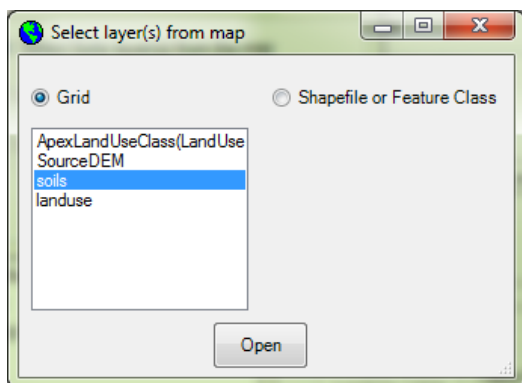 Select layer(s) from map
Grid
Shapefile or Feature Class
ApexLandUseClass(LandUse
SourceDEM
soils
landuse
Open